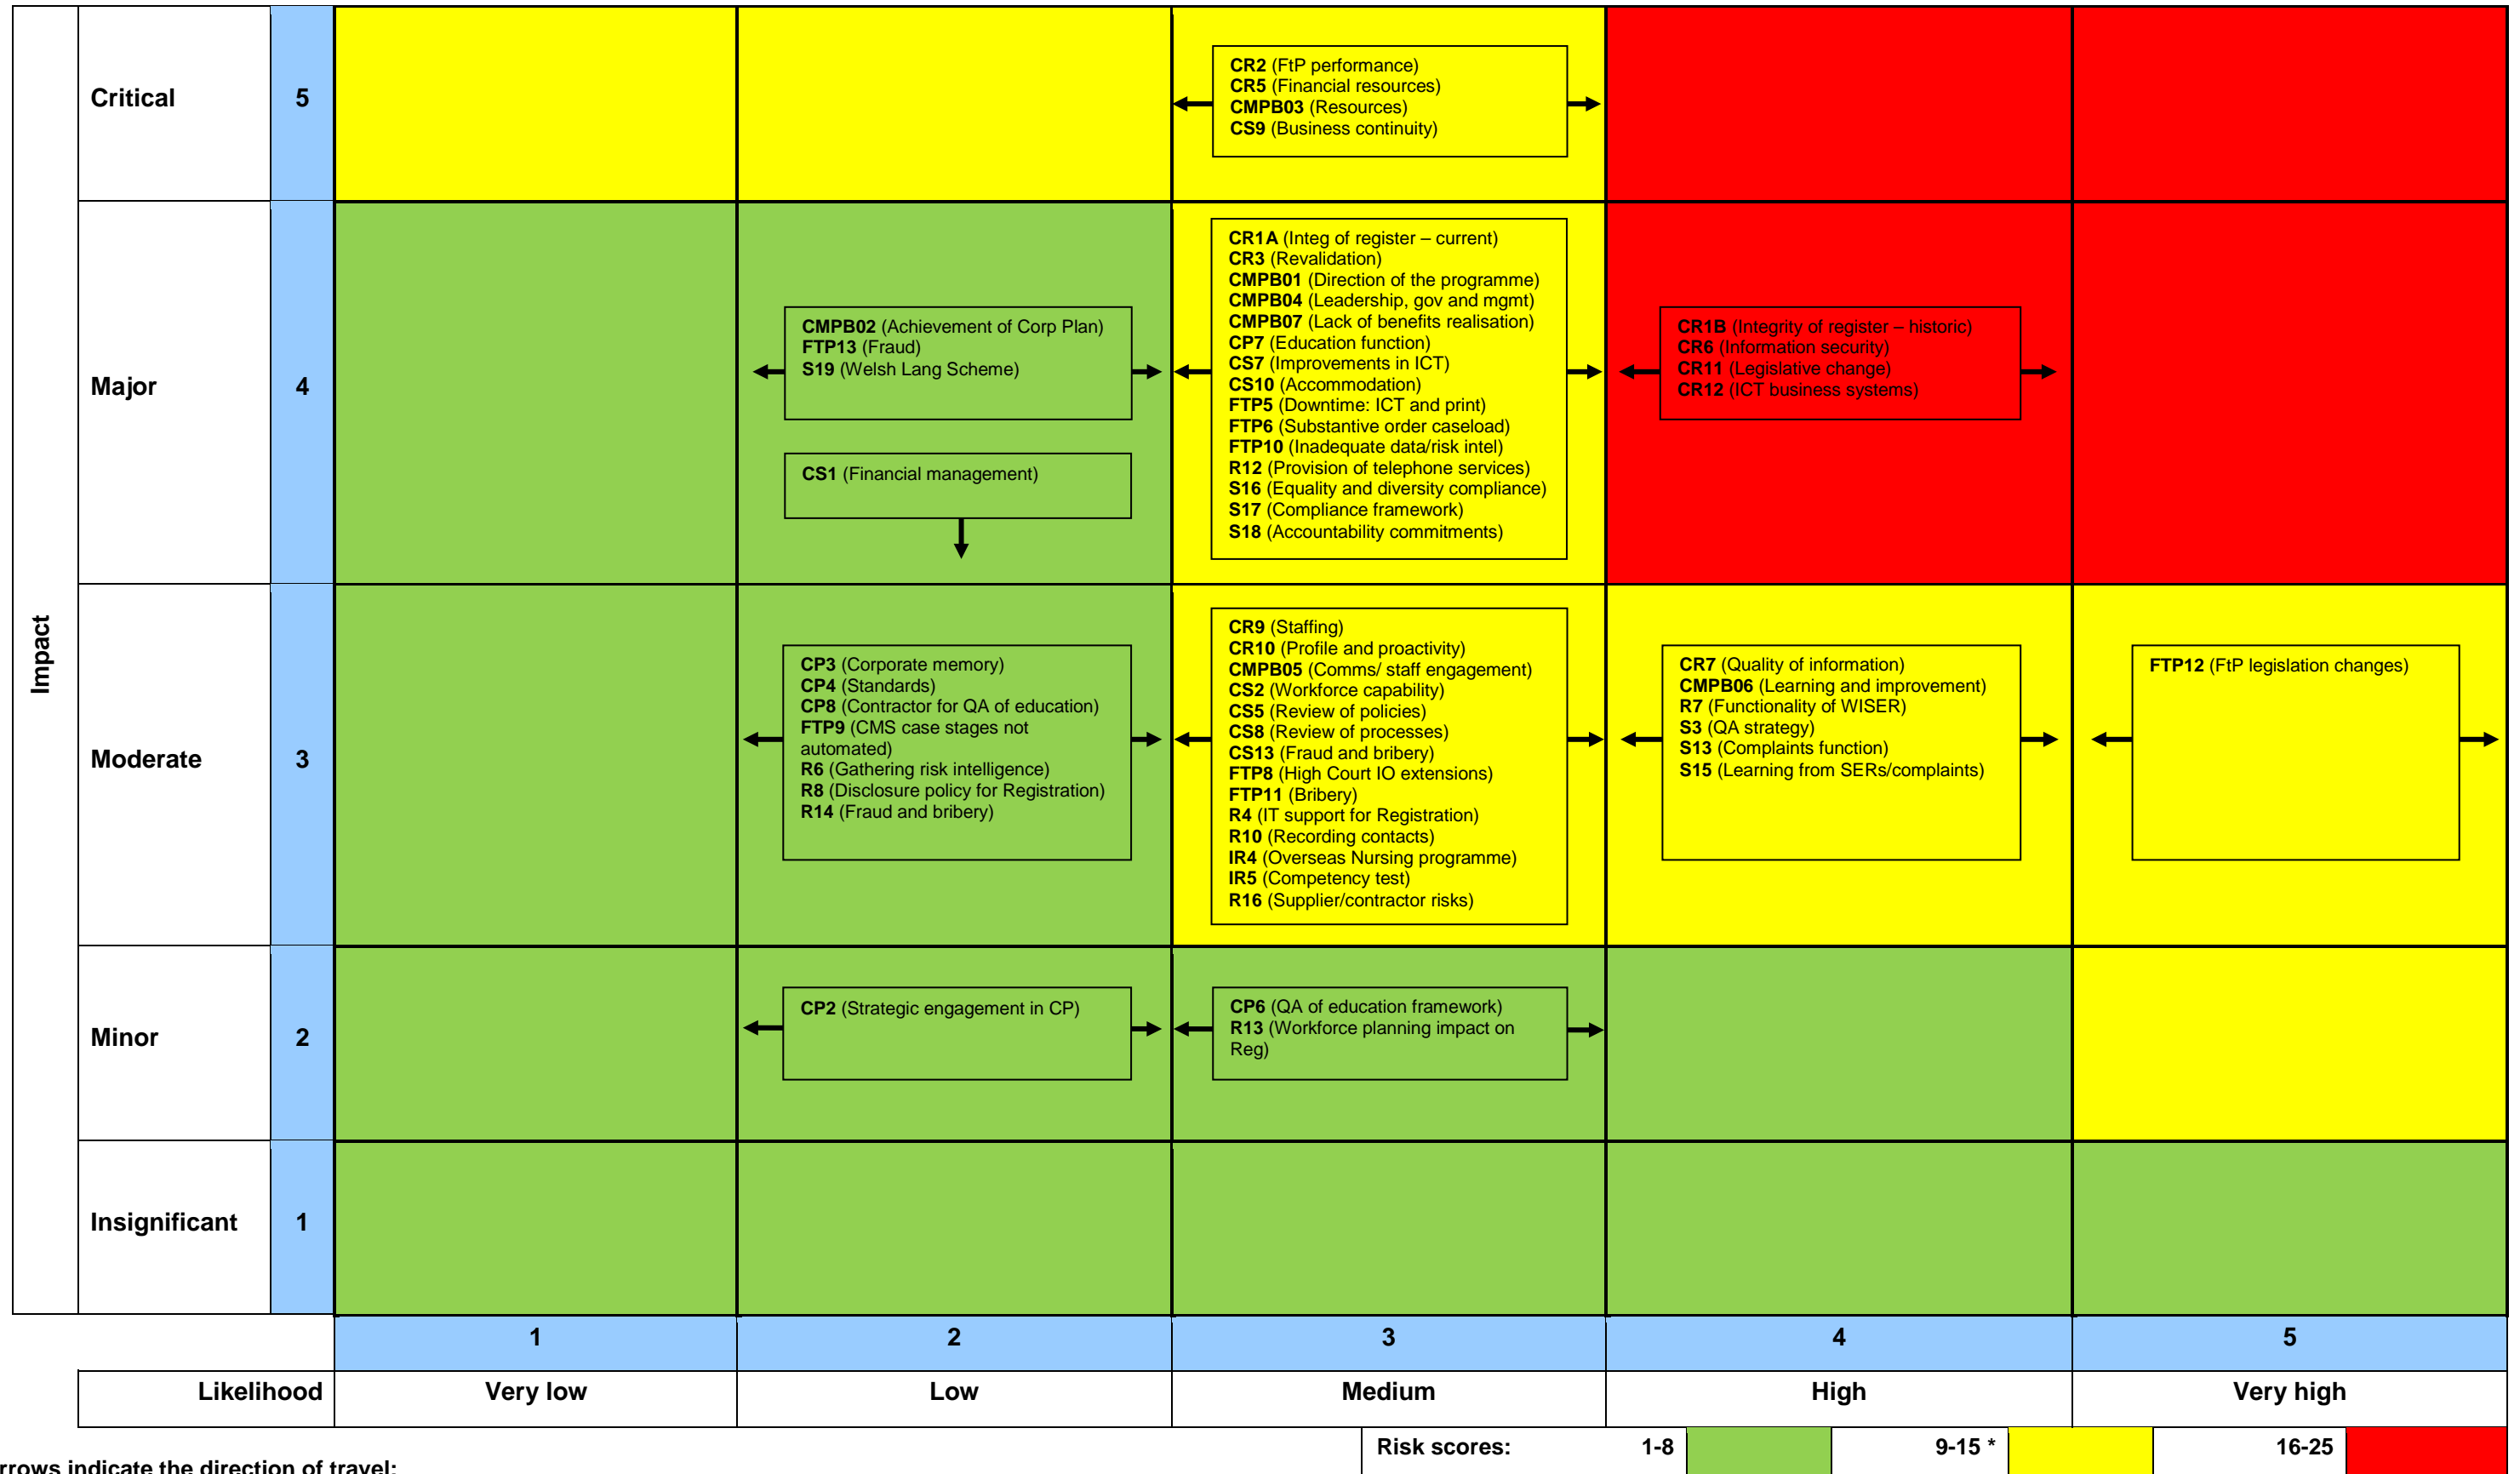 Impact
Critical
5
CR2 (FtP performance)
CR5 (Financial resources)
CMPB03 (Resources)
CS9 (Business continuity)
Major
4
CMPB02 (Achievement of Corp Plan)
FTP13 (Fraud)
S19 (Welsh Lang Scheme)
CS1 (Financial management)
CR1A (Integ of register – current)
CR3 (Revalidation)
CMPB01 (Direction of the programme)
CMPB04 (Leadership, gov and mgmt)
CMPB07 (Lack of benefits realisation)
CP7 (Education function)
CS7 (Improvements in ICT)
CS10 (Accommodation)
FTP5 (Downtime: ICT and print)
FTP6 (Substantive order caseload)
FTP10 (Inadequate data/risk intel)
R12 (Provision of telephone services)
S16 (Equality and diversity compliance)
S17 (Compliance framework)
S18 (Accountability commitments)
CR1B (Integrity of register – historic)
CR6 (Information security)
CR11 (Legislative change)
CR12 (ICT business systems)
Moderate
3
CP3 (Corporate memory)
CP4 (Standards)
CP8 (Contractor for QA of education)
FTP9 (CMS case stages not
automated)
R6 (Gathering risk intelligence)
R8 (Disclosure policy for Registration)
R14 (Fraud and bribery)
CR9 (Staffing)
CR10 (Profile and proactivity)
CMPB05 (Comms/ staff engagement)
CS2 (Workforce capability)
CS5 (Review of policies)
CS8 (Review of processes)
CS13 (Fraud and bribery)
FTP8 (High Court IO extensions)
FTP11 (Bribery)
R4 (IT support for Registration)
R10 (Recording contacts)
IR4 (Overseas Nursing programme)
IR5 (Competency test)
R16 (Supplier/contractor risks)
CR7 (Quality of information)
CMPB06 (Learning and improvement)
R7 (Functionality of WISER)
S3 (QA strategy)
S13 (Complaints function)
S15 (Learning from SERs/complaints)
FTP12 (FtP legislation changes)
Minor
2
CP2 (Strategic engagement in CP)
CP6 (QA of education framework)
R13 (Workforce planning impact on
Reg)
Insignificant
1
1 2 3 4 5
Likelihood Very low Low Medium High Very high
Risk scores: 1-8 9-15 * 16-25
rrows indicate the direction of travel: